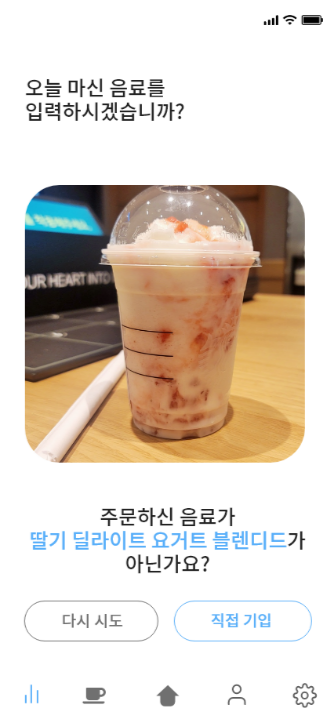 오늘 마신 음료를
입력하시겠습니까?
OUR HEART INTO
주문하신 음료가
딸기 딜라이트 요거트 블렌디드가
아닌가요?
다시 시도
직접 기입